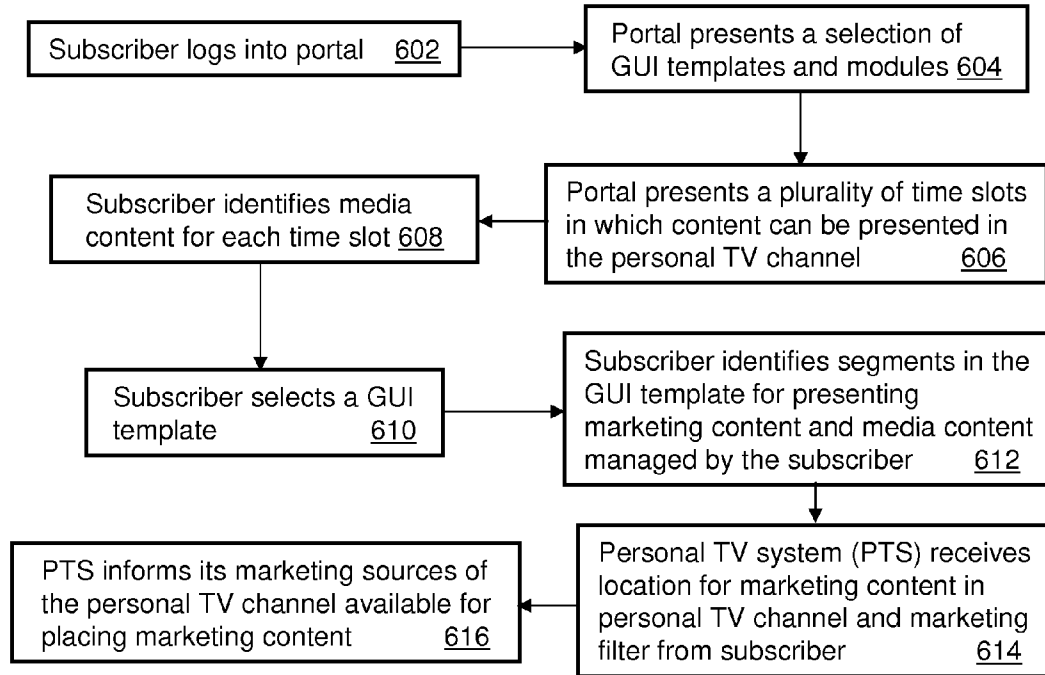 Subscriber logs into portal 602
Portal presents a selection of
GUI templates and modules 604
Portal presents a plurality of time slots
in which content can be presented in
the personal TV channel 606
Subscriber identifies media
content for each time slot 608
Subscriber selects a GUI
template 610
Subscriber identifies segments in the
GUI template for presenting
marketing content and media content
managed by the subscriber 612
Personal TV system (PTS) receives
location for marketing content in
personal TV channel and marketing
filter from subscriber 614
PTS informs its marketing sources of
the personal TV channel available for
placing marketing content 616